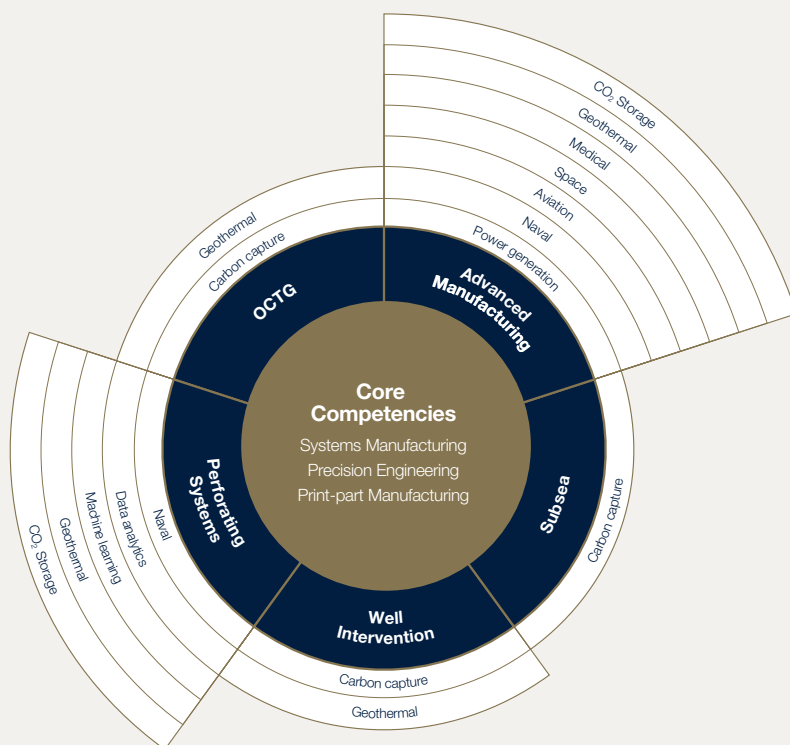 Core
Competencies
Systems Manufacturing
Precision Engineering
Print-part Manufacturing
Advanced
Manufacturing
Power generation
Naval
Aviation
Space
Medical
Geothermal
CO₂ Storage
Subsea
Carbon capture
Well
Intervention
Carbon capture
Geothermal
Perforating
Systems
Naval
Data analytics
Machine learning
Geothermal
CO₂ Storage
OCTG
Carbon capture
Geothermal